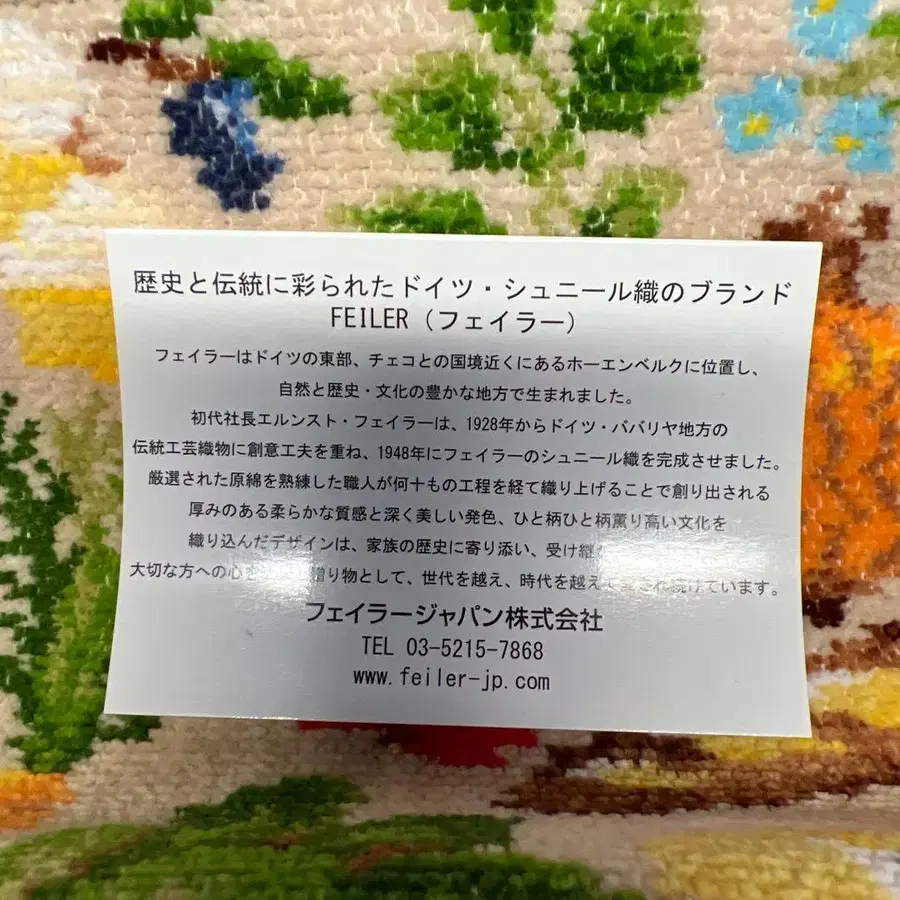 歴史と伝統に彩られたドイツ・シュニール織のブランド
FEILER（フェイラー）
フェイラーはドイツの東部、チェコとの国境近くにあるホーエンベルクに位置し、
自然と歴史・文化の豊かな地方で生まれました。
初代社長エルンスト・フェイラーは、1928年からドイツ・ババリヤ地方の
伝統工芸織物に創意工夫を重ね、1948年にフェイラーのシュニール織を完成させました。
厳選された原綿を熟練した職人が何十もの工程を経て織り上げることで創り出される
厚みのある柔らかな質感と深く美しい発色、ひと柄ひと柄薫り高い文化を
織り込んだデザインは、家族の歴史に寄り添い、受け継
大切な方への心を 贈り物として、世代を越え、時代を越えて愛され続けています。
フェイラージャパン株式会社
TEL 03-5215-7868
www.feiler-jp.com